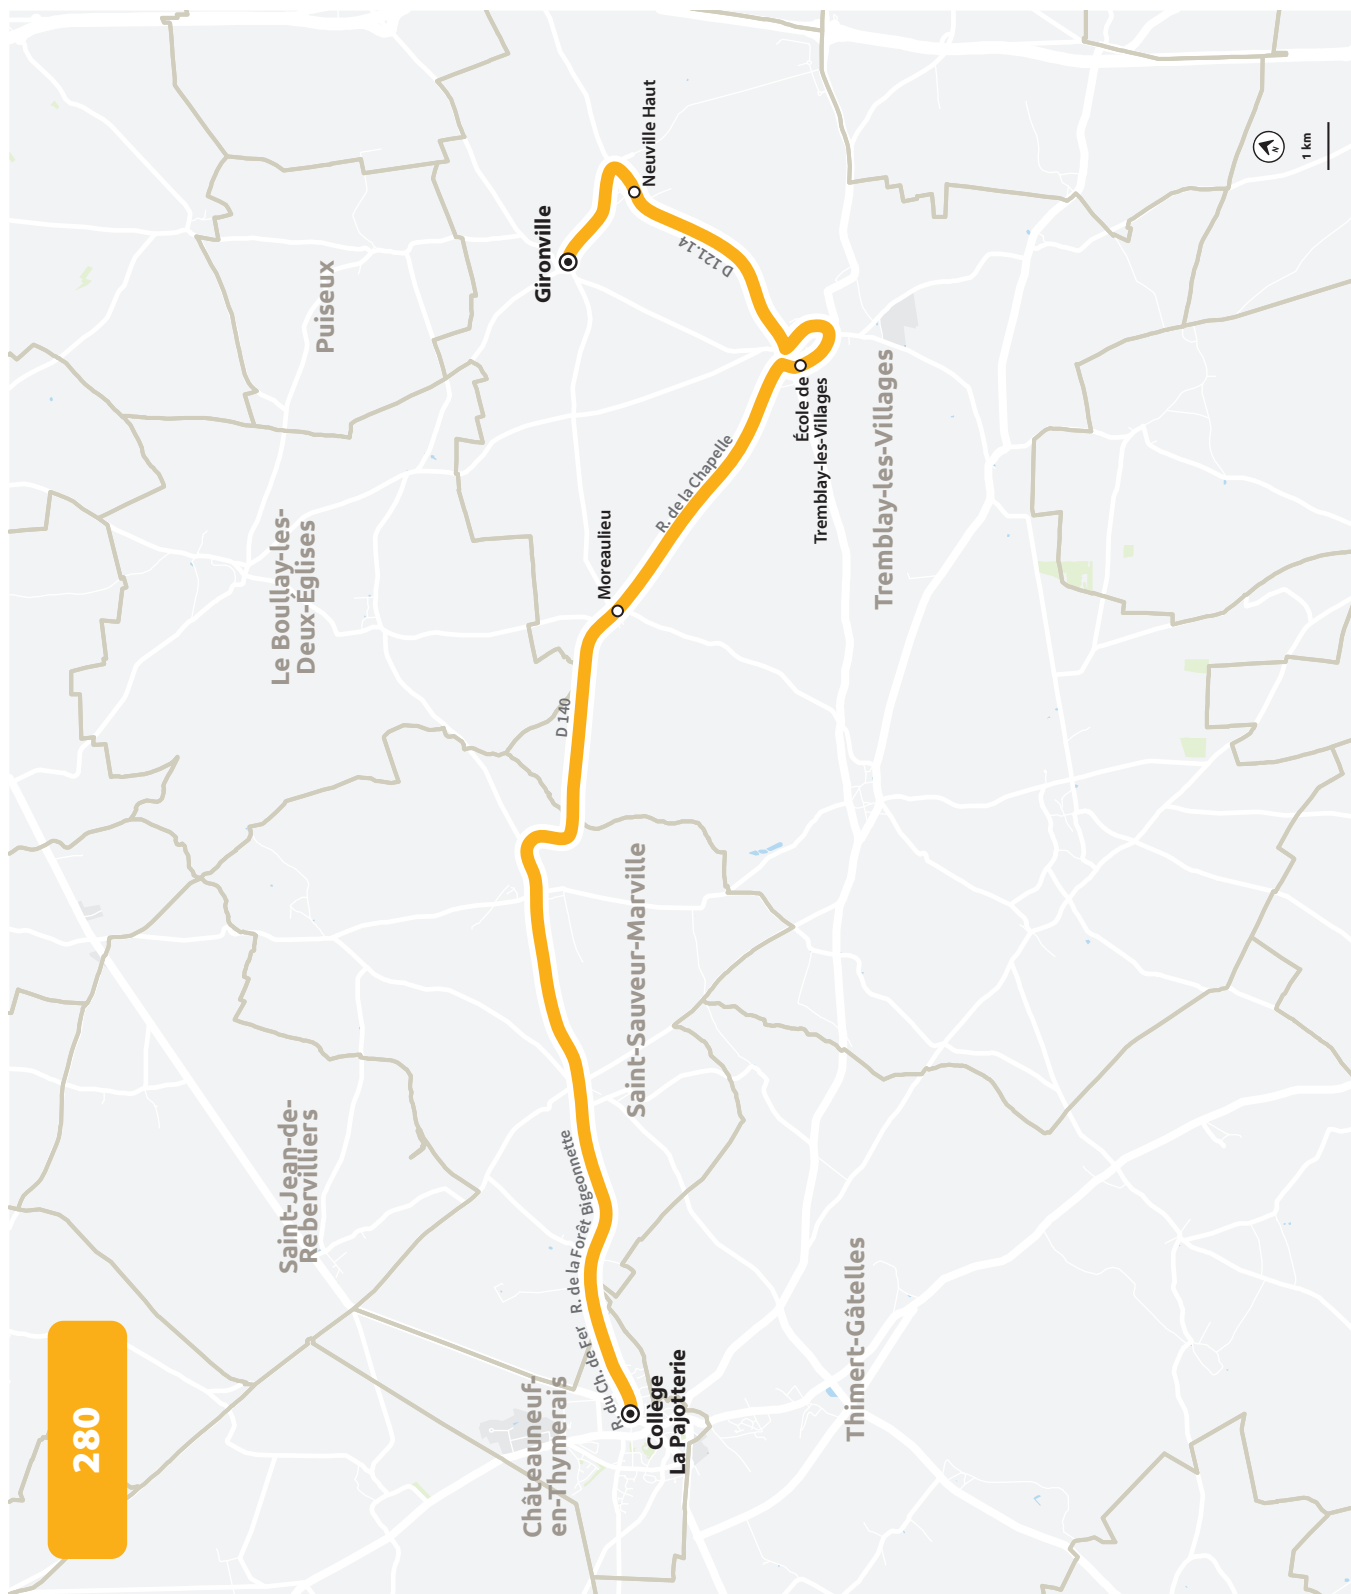 280
Châteauneuf-
en-Thymerais
Collège
La Pajotterie
R. du Ch. de Fer
R. de la Forêt Bigeonnette
Saint-Jean-de-
Rebervilliers
Thimert-Gâtelles
Saint-Sauveur-Marville
D 140
Le Boullay-les-
Deux-Églises
Moreaulieu
R. de la Chapelle
École de
Tremblay-les-Villages
Tremblay-les-Villages
Puiseux
Gironville
D 121.14
Neuville Haut
N
1 km